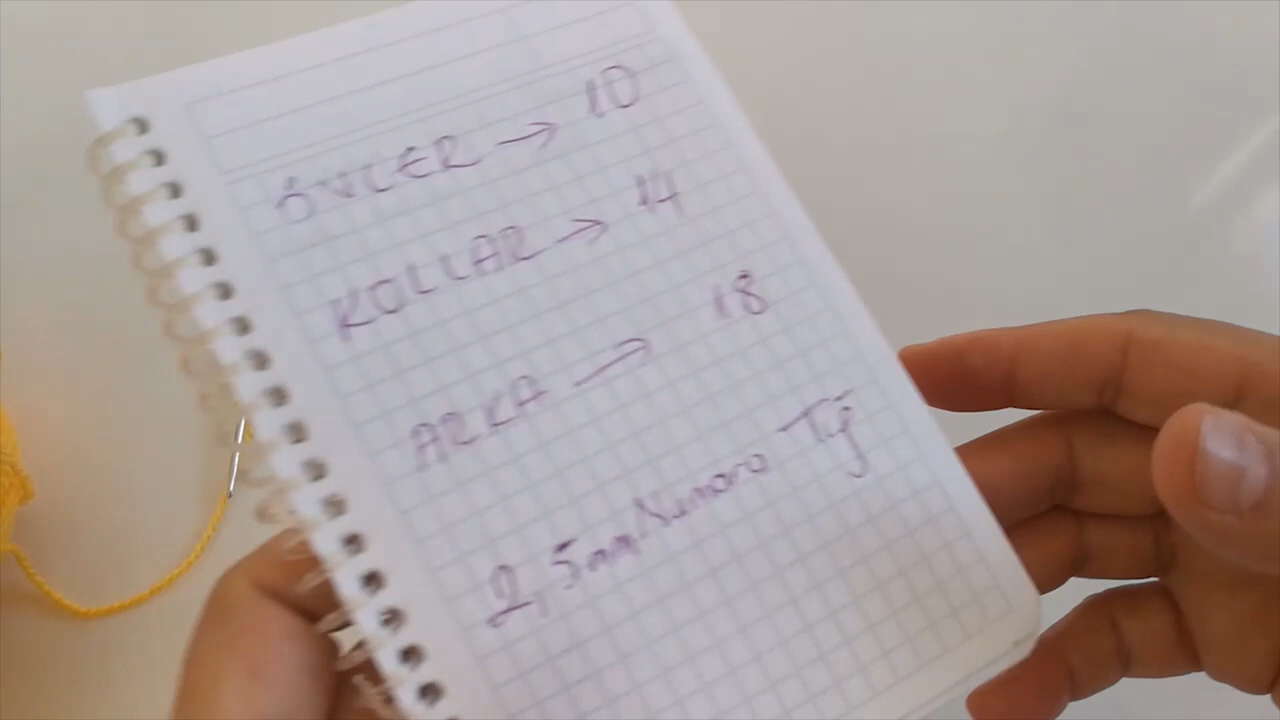 ÖNLER → 10
KOLLAR → 14
ARKA → 18
2,5mm/Numara Tığ